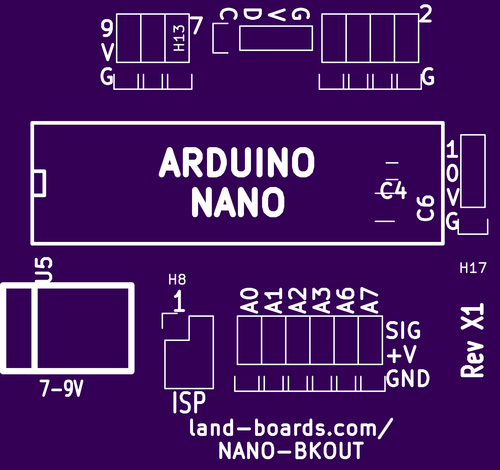 9 7 C D V G 2
V H13
G G
ARDUINO
NANO
C4
C6
1
0
V
G
H17
U5
7-9V
H8
1
ISP
A0 A1 A2 A3 A6 A7
SIG
+V
GND
Rev X1
land-boards.com/
NANO-BKOUT